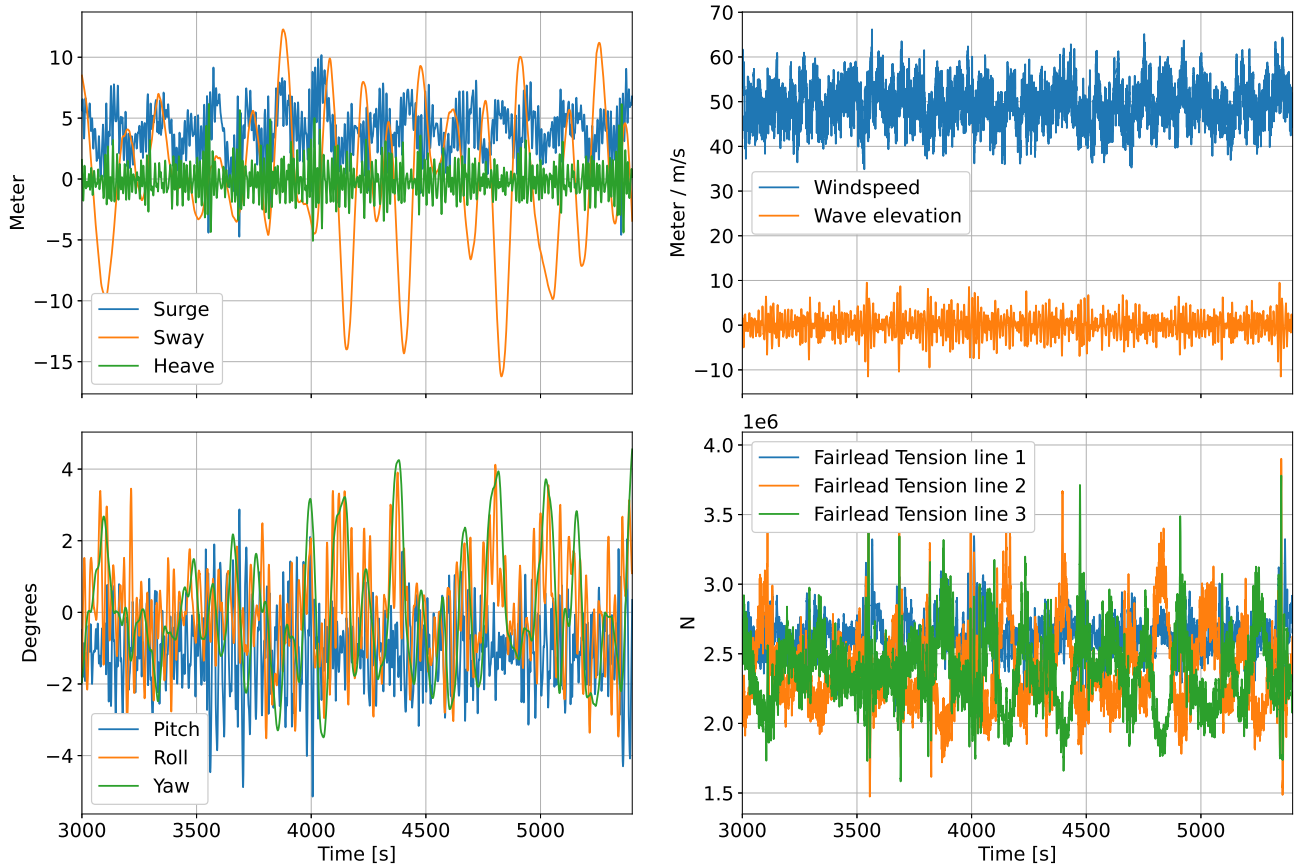 10
5
0
−5
−10
−15
Meter
Surge
Sway
Heave
70
60
50
40
30
20
10
0
−10
Meter / m/s
Windspeed
Wave elevation
4
2
0
−2
−4
Degrees
Pitch
Roll
Yaw
3000
3500
4000
4500
5000
Time [s]
1e6
4.0
3.5
3.0
2.5
2.0
1.5
N
Fairlead Tension line 1
Fairlead Tension line 2
Fairlead Tension line 3
3000
3500
4000
4500
5000
Time [s]